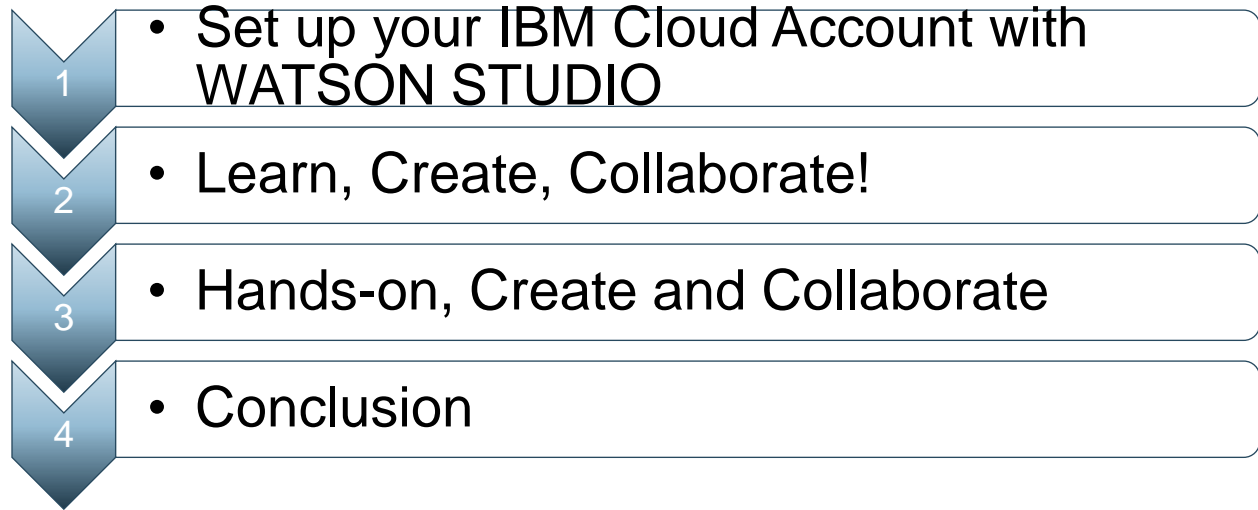 1
• Set up your IBM Cloud Account with
WATSON STUDIO
2
• Learn, Create, Collaborate!
3
• Hands-on, Create and Collaborate
4
• Conclusion